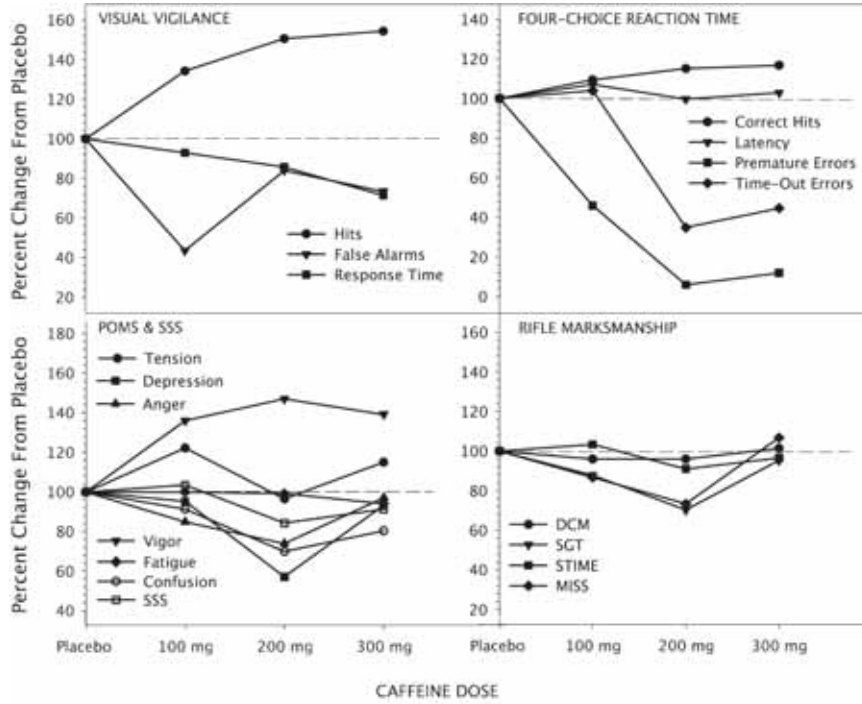 VISUAL VIGILANCE
Percent Change From Placebo
160
140
120
100
80
60
40
20
Hits
False Alarms
Response Time
FOUR-CHOICE REACTION TIME
140
120
100
80
60
40
20
0
Correct Hits
Latency
Premature Errors
Time-Out Errors
POMS & SSS
Percent Change From Placebo
180
160
140
120
100
80
60
40
Tension
Depression
Anger
Vigor
Fatigue
Confusion
SSS
Placebo 100 mg 200 mg 300 mg
RIFLE MARKSMANSHIP
160
140
120
100
80
60
40
20
DCM
SGT
STIME
MISS
Placebo 100 mg 200 mg 300 mg
CAFFEINE DOSE